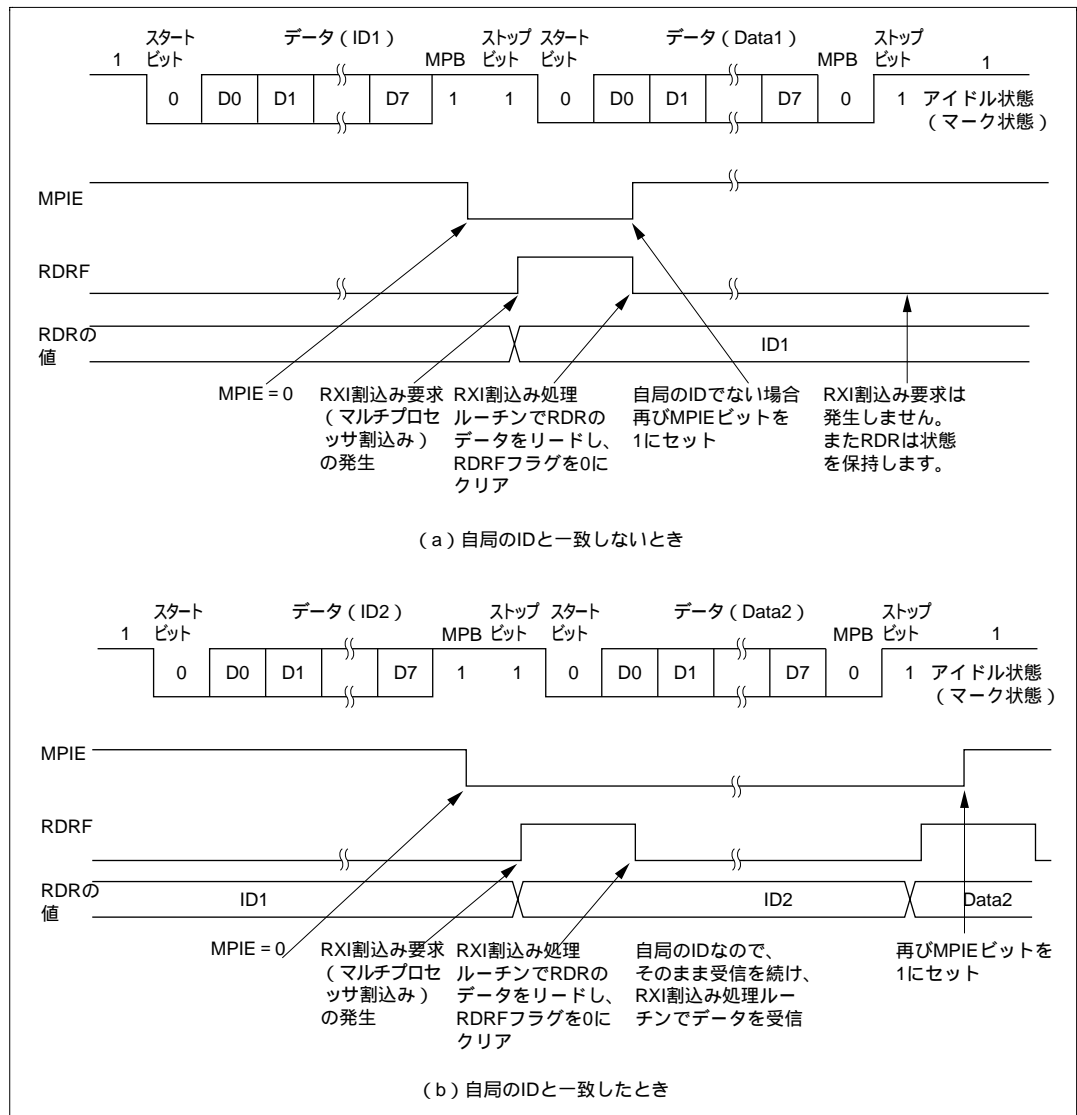 スタート
ビット
データ（ID1）
ストップ
ビット
スタート
ビット
データ（Data1）
ストップ
ビット
1 MPB MPB 1
0 D0 D1 D7 1 1 0 D0 D1 D7 0 1 アイドル状態
（マーク状態）
MPIE
RDRF
RDRの
値
ID1
MPIE = 0
RXI割込み要求
（マルチプロセ
ッサ割込み）
の発生
RXI割込み処理
ルーチンでRDRの
データをリードし、
RDRFフラグを0に
クリア
自局のIDでない場合
再びMPIEビットを
1にセット
RXI割込み要求は
発生しません。
またRDRは状態
を保持します。
（a）自局のIDと一致しないとき
スタート
ビット
データ（ID2）
ストップ
ビット
スタート
ビット
データ（Data2）
ストップ
ビット
1 MPB MPB 1
0 D0 D1 D7 1 1 0 D0 D1 D7 0 1 アイドル状態
（マーク状態）
MPIE
RDRF
RDRの
値
ID1 ID2 Data2
MPIE = 0
RXI割込み要求
（マルチプロセ
ッサ割込み）
の発生
RXI割込み処理
ルーチンでRDRの
データをリードし、
RDRFフラグを0に
クリア
自局のIDなので、
そのまま受信を続け、
RXI割込み処理ルー
チンでデータを受信
再びMPIEビットを
1にセット
（b）自局のIDと一致したとき